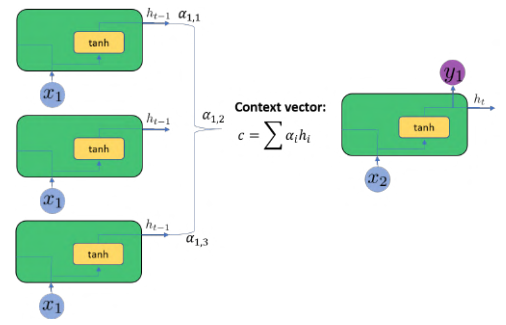 h_{t-1} α_{1,1}
tanh
x_1
h_{t-1} α_{1,2}
tanh
x_1
h_{t-1} α_{1,3}
tanh
x_1
Context vector:
c = ∑ α_i h_i
y_1
h_t
tanh
x_2